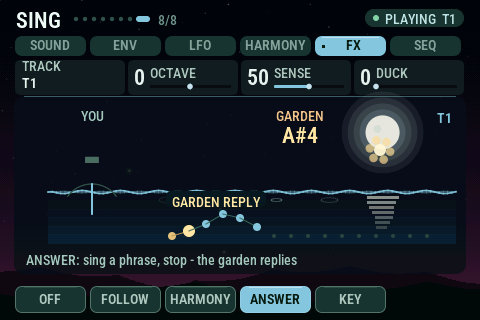 SING 8/8 PLAYING T1
SOUND ENV LFO HARMONY FX SEQ
TRACK
T1
0 OCTAVE
50 SENSE
0 DUCK
YOU
GARDEN
A#4
T1
GARDEN REPLY
ANSWER: sing a phrase, stop - the garden replies
OFF FOLLOW HARMONY ANSWER KEY